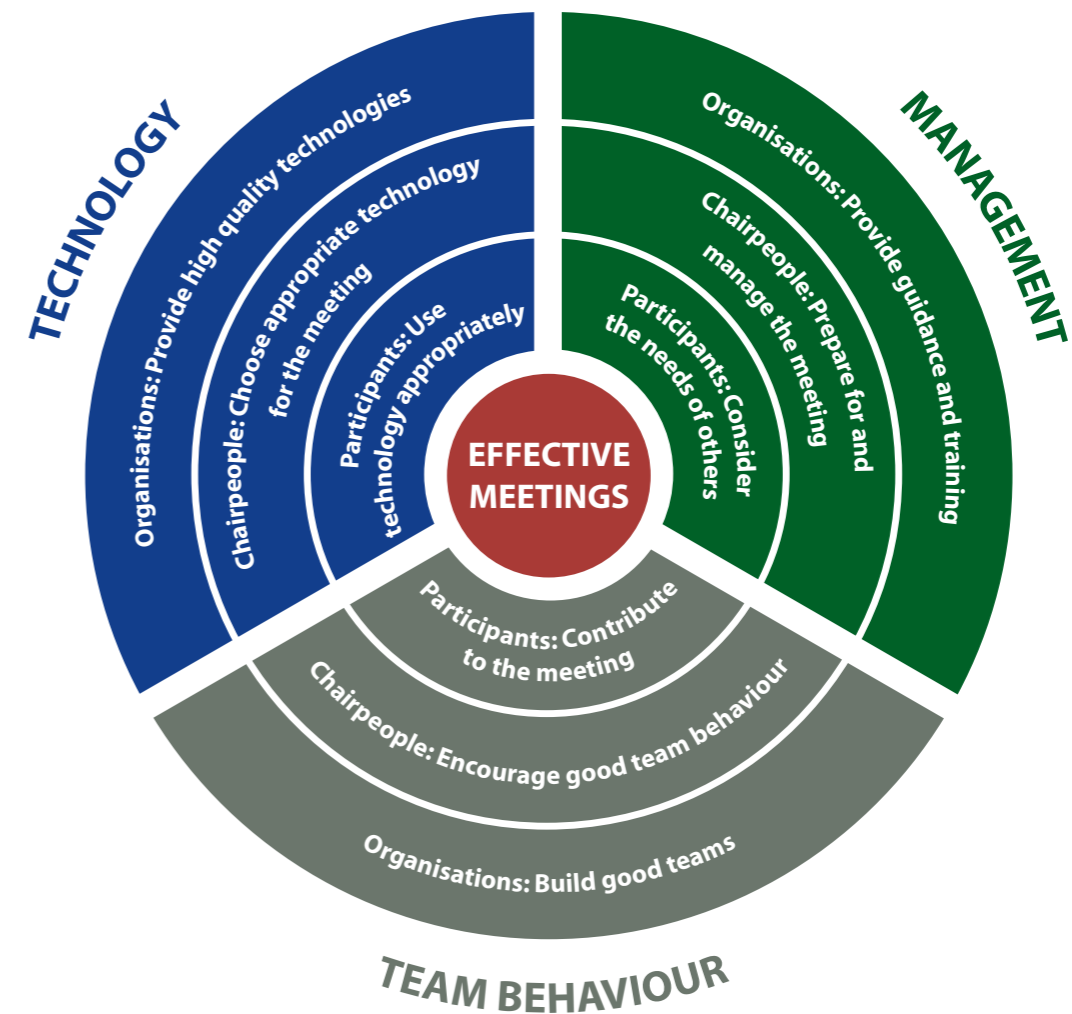 TECHNOLOGY
Organisations: Provide high quality technologies
Chairpeople: Choose appropriate technology
for the meeting
Participants: Use
technology appropriately
MANAGEMENT
Organisations: Provide guidance and training
Chairpeople: Prepare for and
manage the meeting
Participants: Consider
the needs of others
EFFECTIVE
MEETINGS
Participants: Contribute
to the meeting
Chairpeople: Encourage good team behaviour
Organisations: Build good teams
TEAM BEHAVIOUR